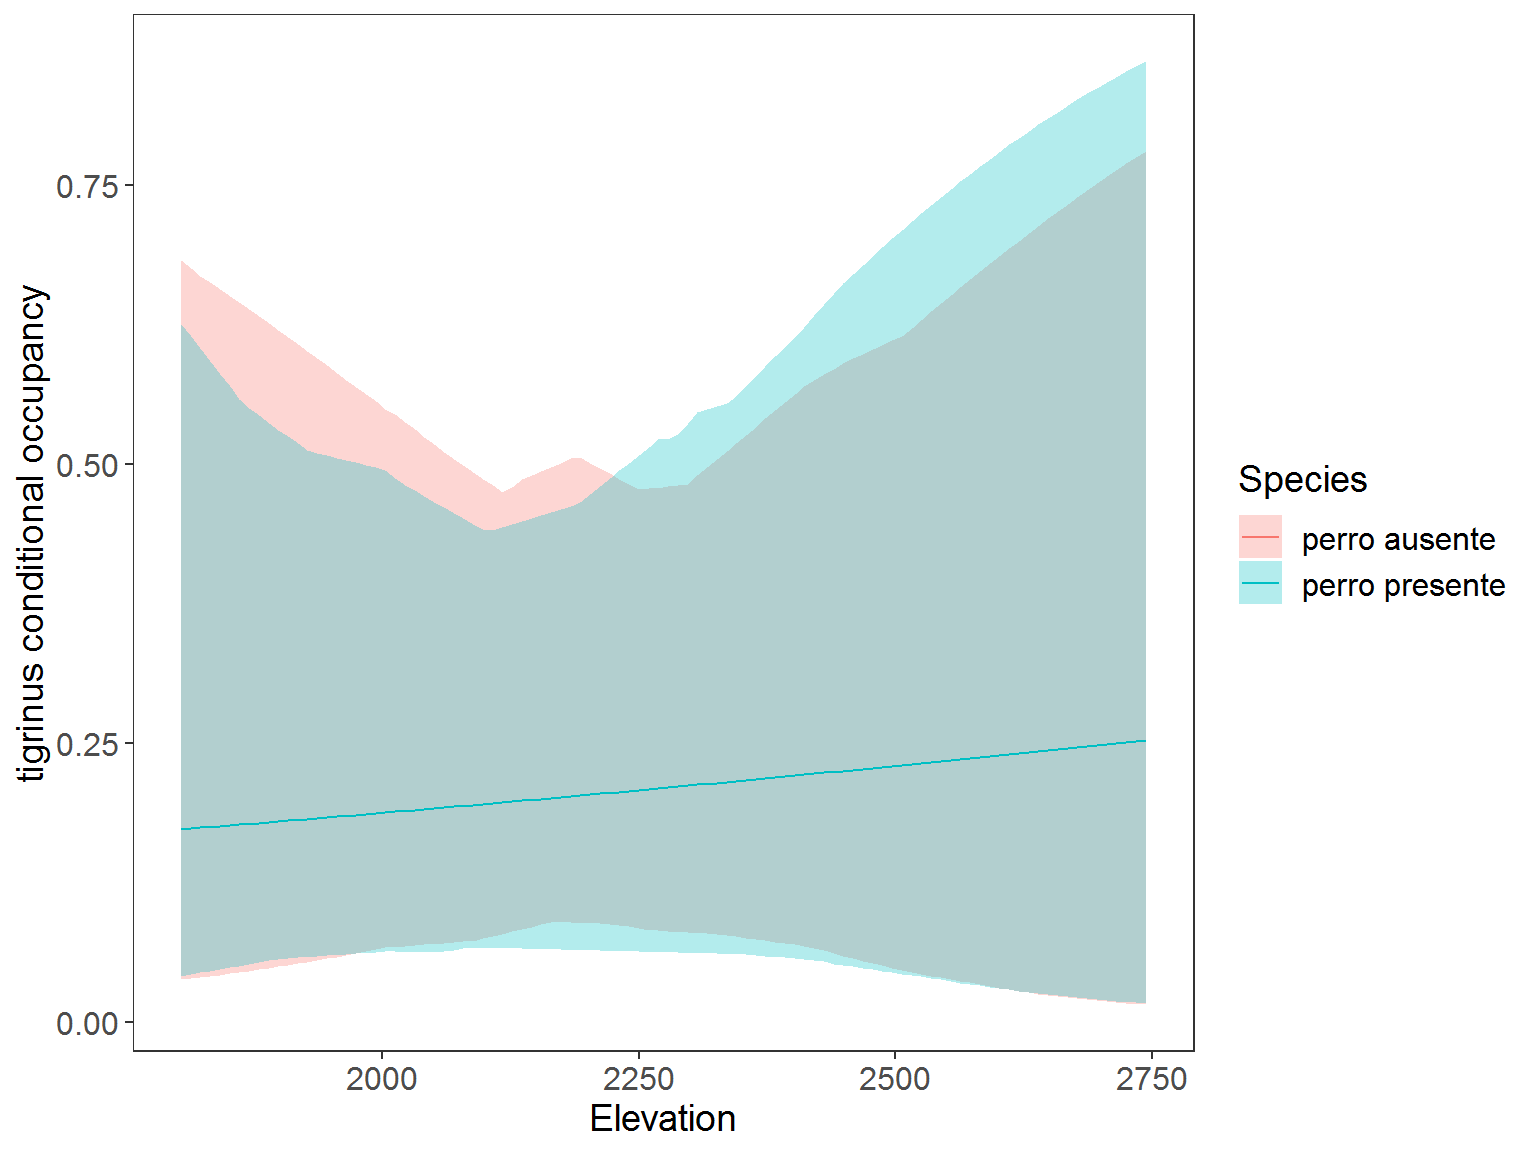 tigrinus conditional occupancy
0.75
0.50
0.25
0.00
2000 2250 2500 2750
Elevation
Species
perro ausente
perro presente